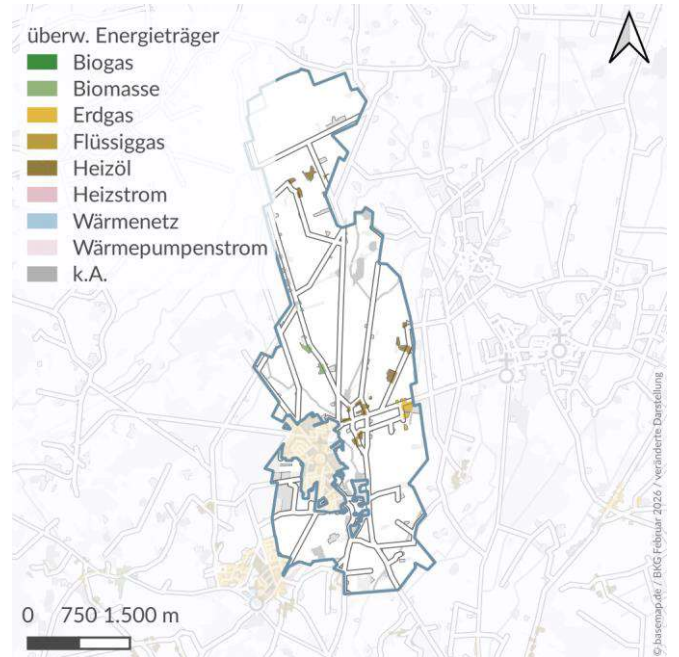 überw. Energieträger
Biogas
Biomasse
Erdgas
Flüssiggas
Heizöl
Heizstrom
Wärmenetz
Wärmepumpenstrom
k.A.
0 750 1.500 m
© basemap.de / BKG Februar 2026 / veränderte Darstellung